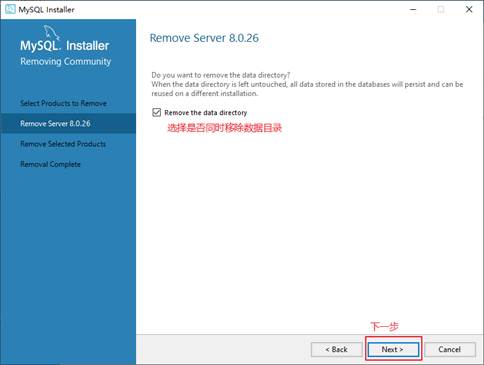 MySQL Installer
MySQL. Installer
Removing Community
Select Products to Remove
Remove Server 8.0.26
Remove Selected Products
Removal Complete
Remove Server 8.0.26
Do you want to remove the data directory?
When the data directory is left untouched, all data stored in the databases will persist and can be
reused on a different installation.
Remove the data directory
选择是否同时移除数据目录
下一步
< Back
Next >
Cancel